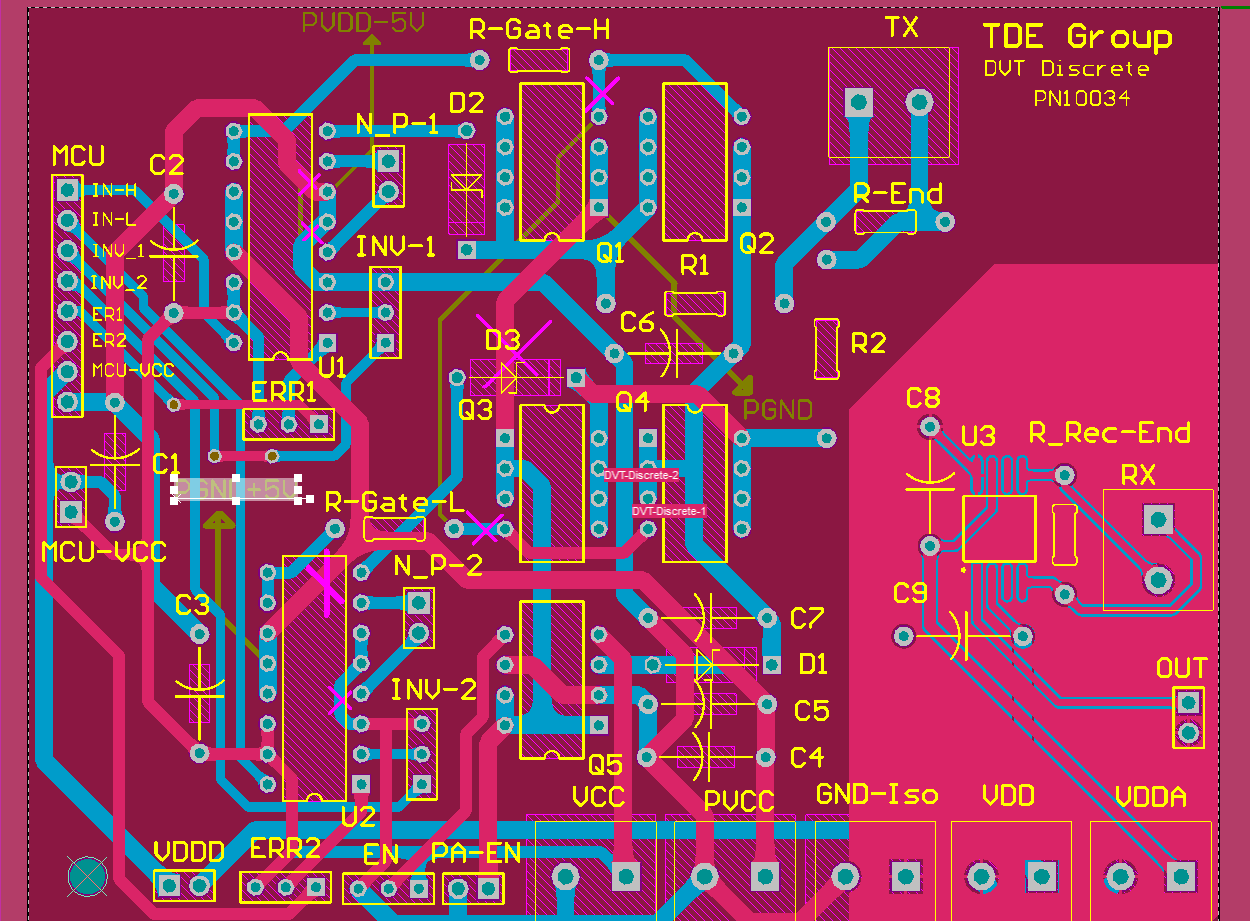 PVDD-5V
R-Gate-H
TX
TDE Group
DVT Discrete
PN10034
D2
N_P-1
MCU
C2
IN-H
IN-L
INV_1
INV_2
ER1
ER2
MCU-VCC
R-End
INV-1
Q1
Q2
R1
C6
D3
R2
U1
ERR1
Q3
Q4
PGND
C8
U3
R_Rec-End
RX
C1
PGND+5V
DVT-Discrete-2
DVT-Discrete-1
R-Gate-L
MCU-VCC
N_P-2
C3
C9
C7
D1
OUT
INV-2
C5
Q5
C4
VCC
PVCC
GND-Iso
VDD
VDDA
U2
VDDD
ERR2
EN
PA-EN